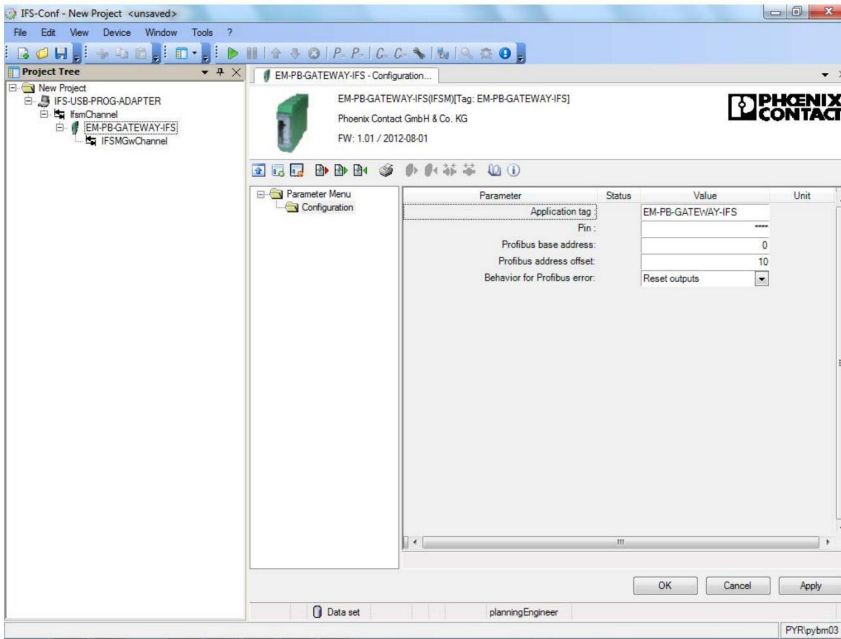 IFS-Conf - New Project <unsaved>
File Edit View Device Window Tools ?
Project Tree
New Project
IFS-USB-PROG-ADAPTER
IfsmChannel
EM-PB-GATEWAY-IFS
IFSMGwChannel
EM-PB-GATEWAY-IFS - Configuration...
EM-PB-GATEWAY-IFS(IFSM)[Tag: EM-PB-GATEWAY-IFS]
Phoenix Contact GmbH & Co. KG
FW: 1.01 / 2012-08-01
PHŒNIX
CONTACT
Parameter Menu
Configuration
Parameter Status Value Unit
Application tag : EM-PB-GATEWAY-IFS
Pin : ****
Profibus base address: 0
Profibus address offset: 10
Behavior for Profibus error: Reset outputs
OK Cancel Apply
Data set planningEngineer
PYR\pybm03